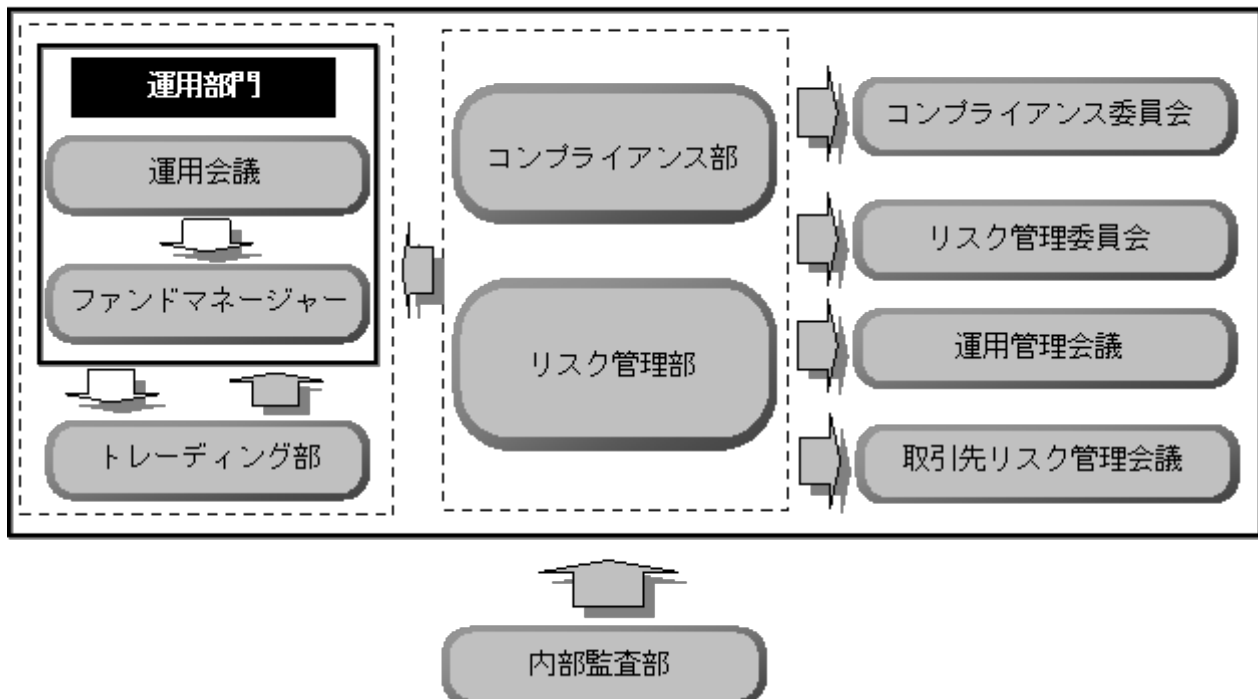 運用部門
運用会議
ファンドマネージャー
トレーディング部
コンプライアンス部
リスク管理部
コンプライアンス委員会
リスク管理委員会
運用管理会議
取引先リスク管理会議
内部監査部